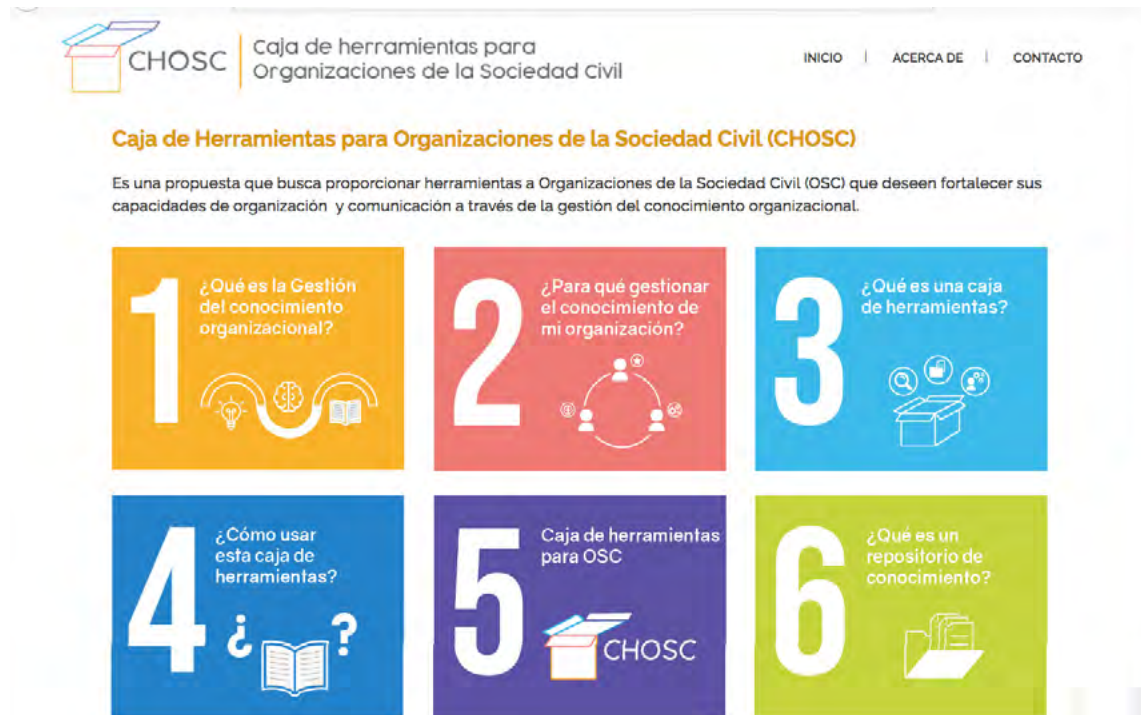 CHOSC
Caja de herramientas para
Organizaciones de la Sociedad Civil
INICIO | ACERCA DE | CONTACTO
Caja de Herramientas para Organizaciones de la Sociedad Civil (CHOSC)
Es una propuesta que busca proporcionar herramientas a Organizaciones de la Sociedad Civil (OSC) que deseen fortalecer sus
capacidades de organización y comunicación a través de la gestión del conocimiento organizacional.
1
¿Qué es la Gestión
del conocimiento
organizacional?
2
¿Para qué gestionar
el conocimiento de
mi organización?
3
¿Qué es una caja
de herramientas?
4
¿Cómo usar
esta caja de
herramientas?
¿ ?
5
Caja de herramientas
para OSC
CHOSC
6
¿Qué es un
repositorio de
conocimiento?